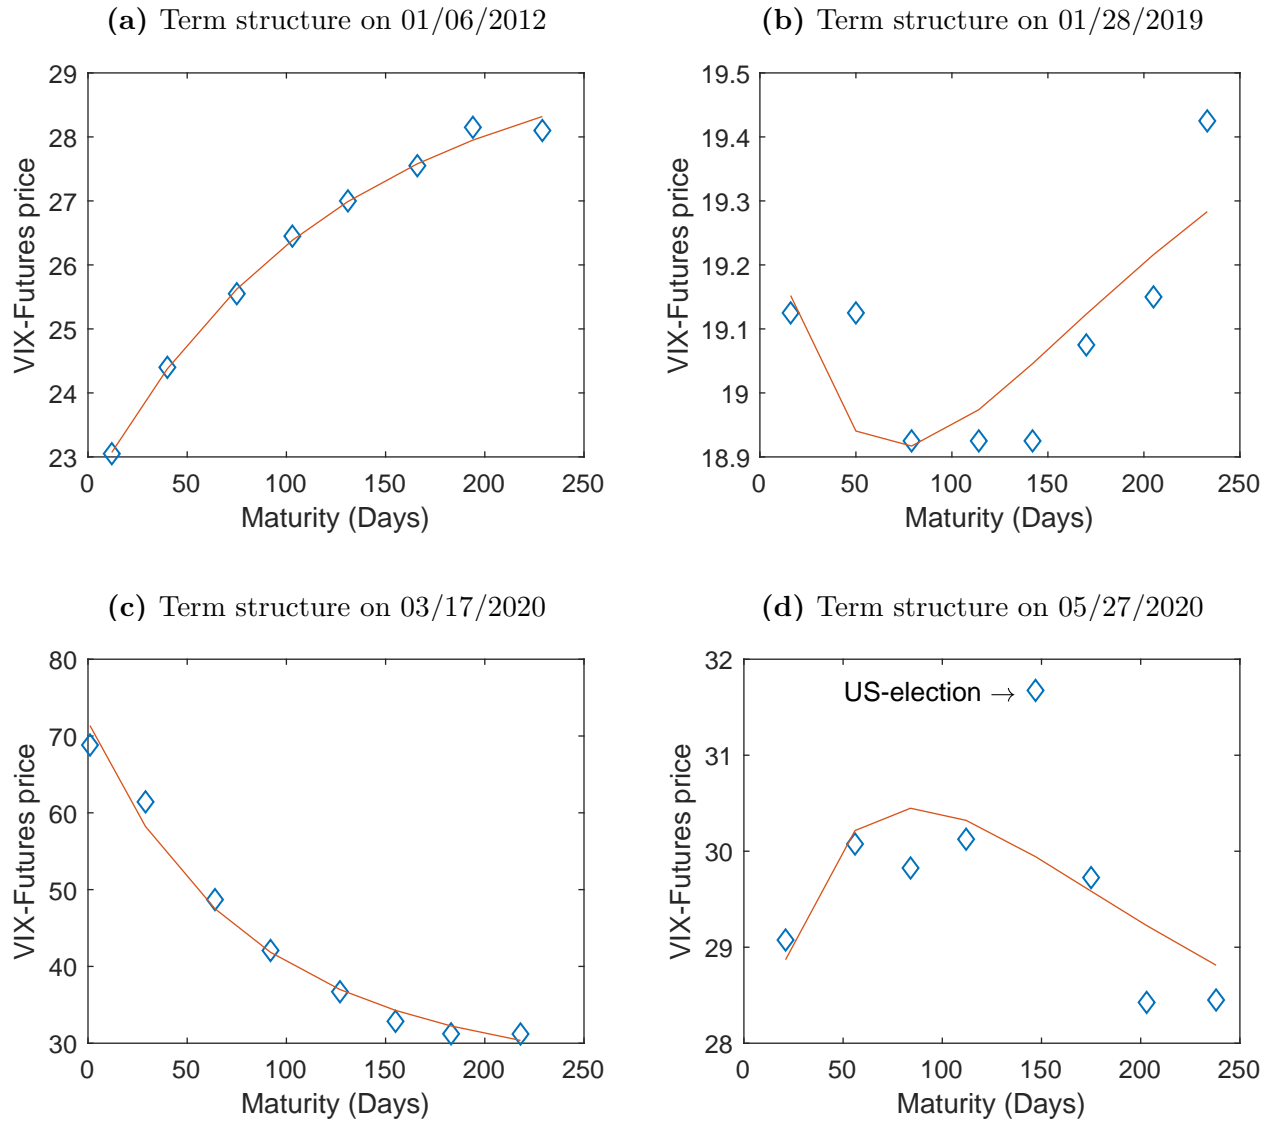 (a) Term structure on 01/06/2012
29
28
27
26
25
24
23
VIX-Futures price
0 50 100 150 200 250
Maturity (Days)
(b) Term structure on 01/28/2019
19.5
19.4
19.3
19.2
19.1
19
18.9
VIX-Futures price
0 50 100 150 200 250
Maturity (Days)
(c) Term structure on 03/17/2020
80
70
60
50
40
30
VIX-Futures price
0 50 100 150 200 250
Maturity (Days)
(d) Term structure on 05/27/2020
32
31
30
29
28
VIX-Futures price
US-election →
0 50 100 150 200 250
Maturity (Days)